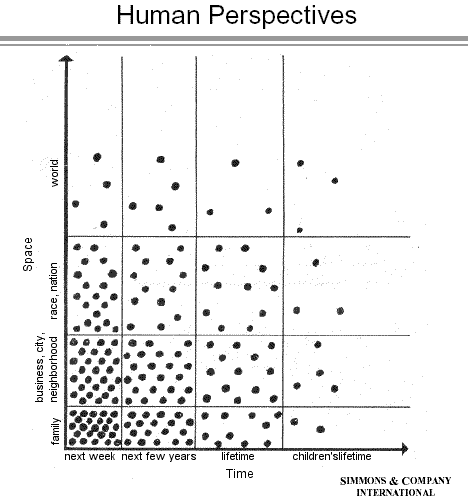 Human Perspectives
Space
world
race, nation
business, city,
neighborhood
family
next week
next few years
lifetime
children'slifetime
Time
SIMMONS & COMPANY
INTERNATIONAL